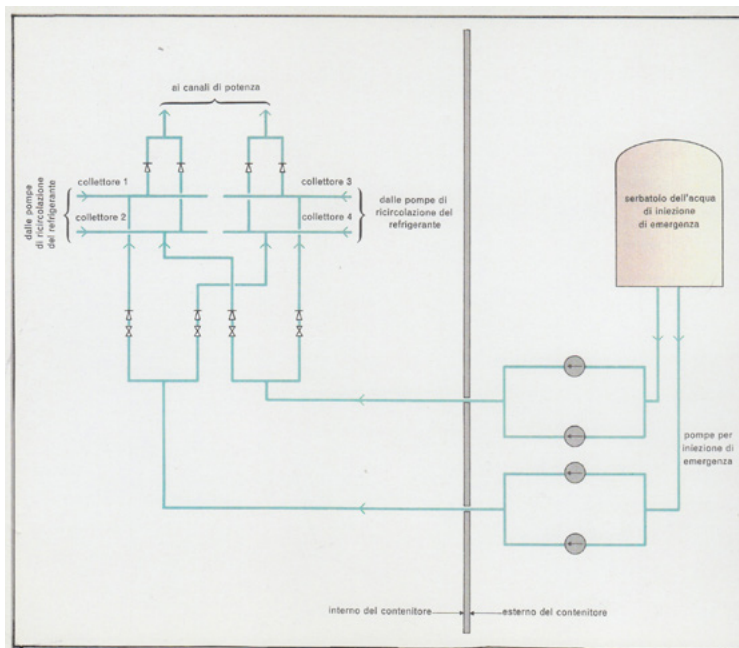 ai canali di potenza
collettore 1
collettore 2
dalle pompe
di ricircolazione
del refrigerante
collettore 3
collettore 4
dalle pompe di
ricircolazione del
refrigerante
serbatoio dell'acqua
di iniezione
di emergenza
pompe per
iniezione di
emergenza
interno del contenitore
esterno del contenitore